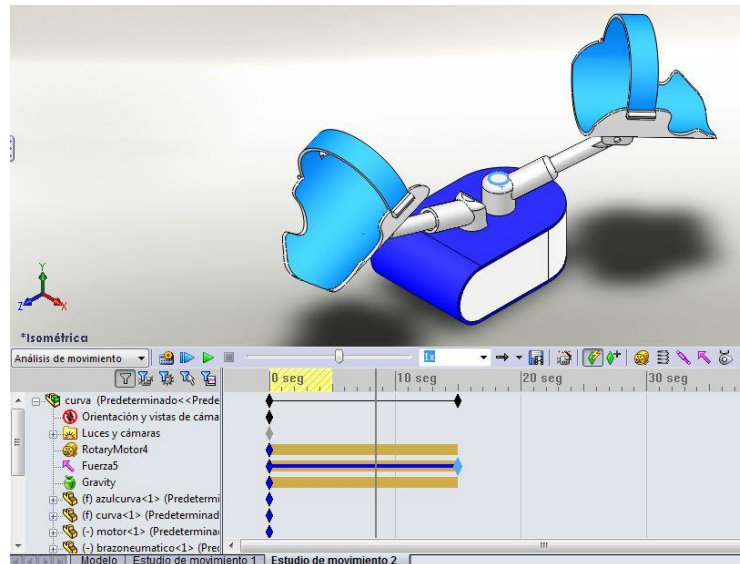 Y
Z
X
*Isométrica
Análisis de movimiento
1x
0 seg 10 seg 20 seg 30 seg
curva (Predeterminado<<Prede
Orientación y vistas de cáma
Luces y cámaras
RotaryMotor4
Fuerza5
Gravity
(f) azulcurva<1> (Predetermi
(f) curva<1> (Predeterminad
(-) motor<1> (Predetermina
(-) brazoneumatico<1> (Prec
Modelo Estudio de movimiento 1 Estudio de movimiento 2